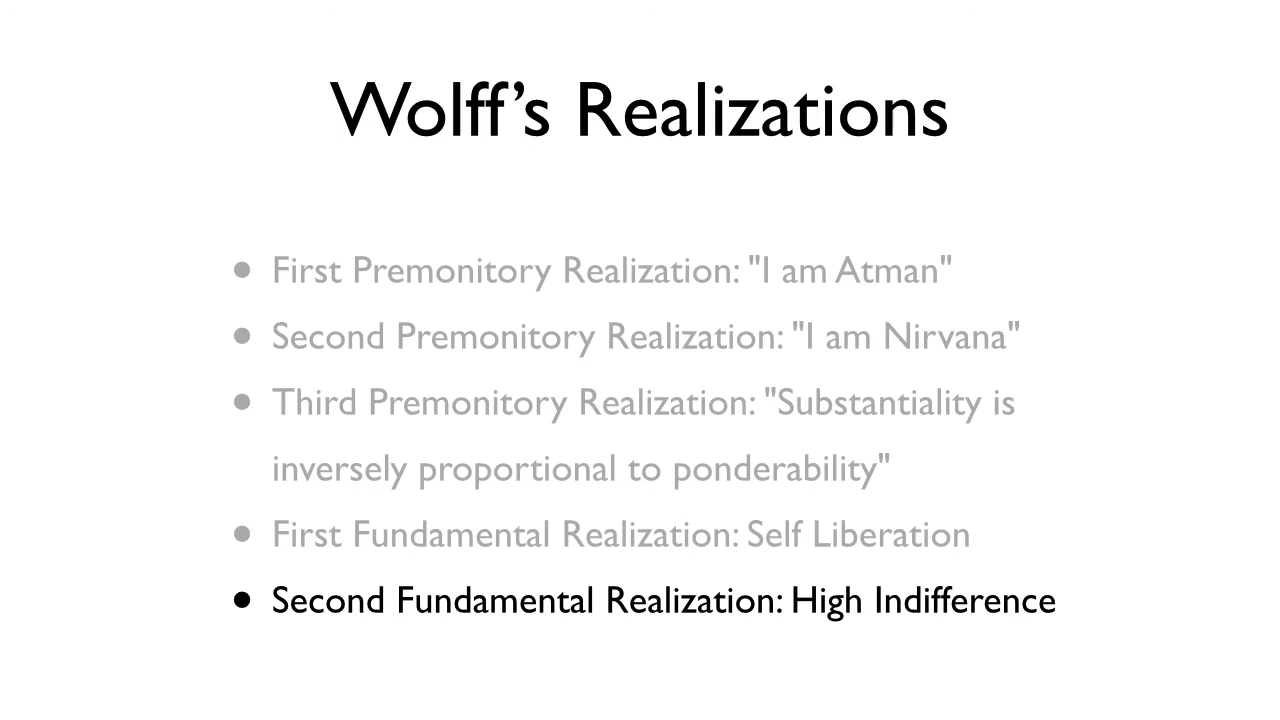 Wolff’s Realizations
• First Premonitory Realization: "I am Atman"
• Second Premonitory Realization: "I am Nirvana"
• Third Premonitory Realization: "Substantiality is
inversely proportional to ponderability"
• First Fundamental Realization: Self Liberation
• Second Fundamental Realization: High Indifference